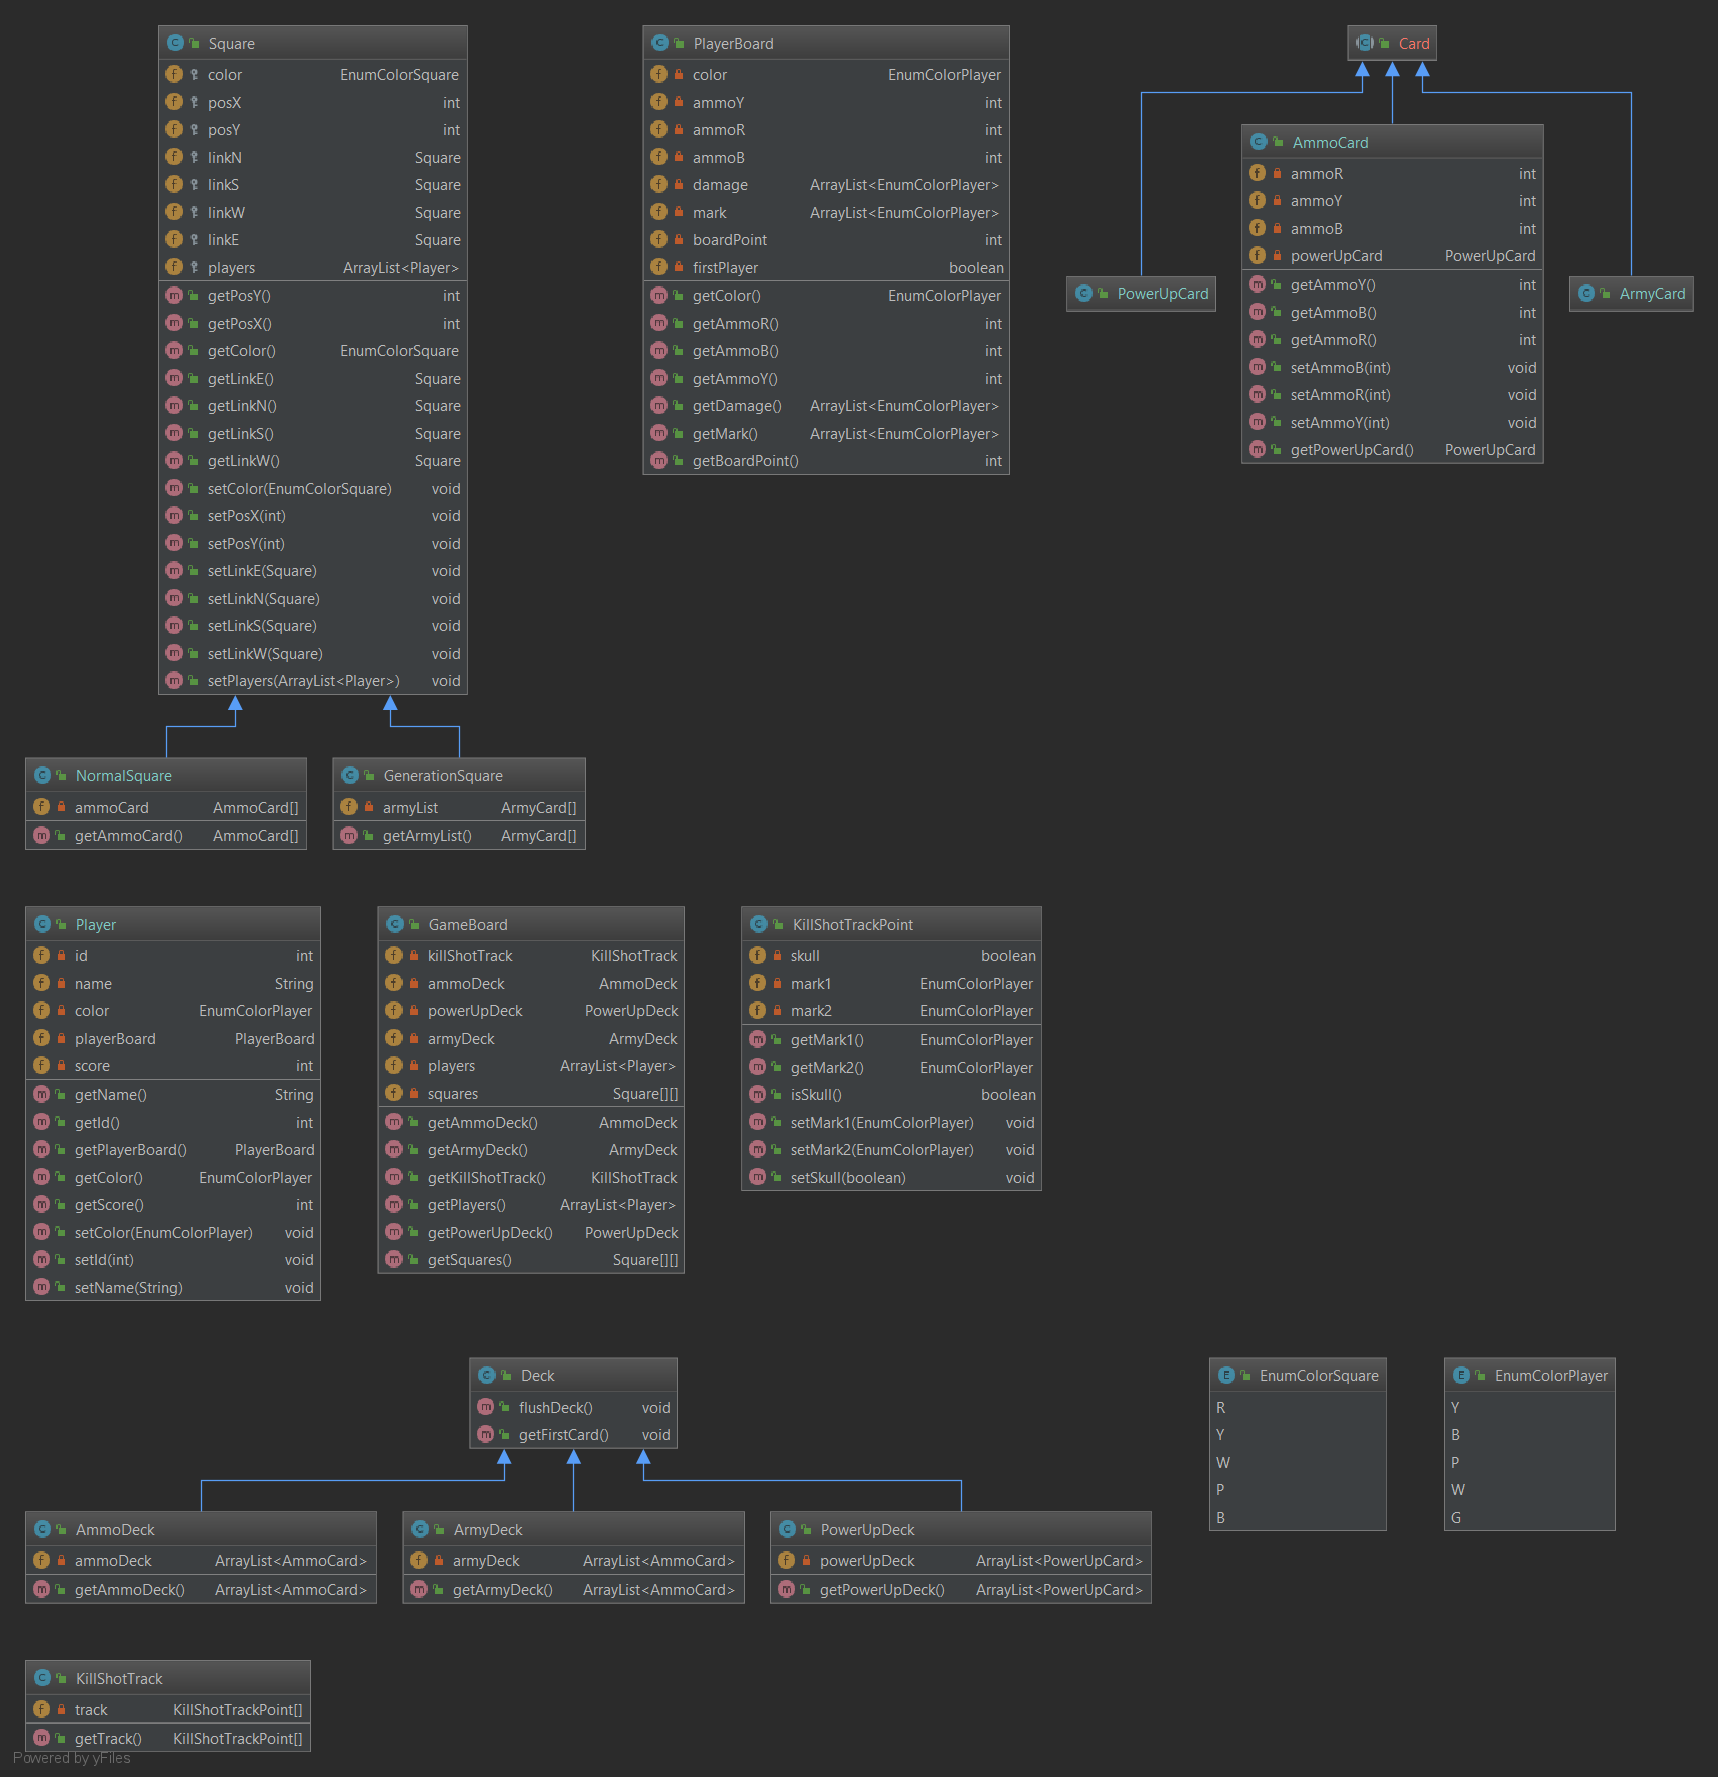 Square
color EnumColorSquare
posX int
posY int
linkN Square
linkS Square
linkW Square
linkE Square
players ArrayList<Player>
getPosY() int
getPosX() int
getColor() EnumColorSquare
getLinkE() Square
getLinkN() Square
getLinkS() Square
getLinkW() Square
setColor(EnumColorSquare) void
setPosX(int) void
setPosY(int) void
setLinkE(Square) void
setLinkN(Square) void
setLinkS(Square) void
setLinkW(Square) void
setPlayers(ArrayList<Player>) void
PlayerBoard
color EnumColorPlayer
ammoY int
ammoR int
ammoB int
damage ArrayList<EnumColorPlayer>
mark ArrayList<EnumColorPlayer>
boardPoint int
firstPlayer boolean
getColor() EnumColorPlayer
getAmmoR() int
getAmmoB() int
getAmmoY() int
getDamage() ArrayList<EnumColorPlayer>
getMark() ArrayList<EnumColorPlayer>
getBoardPoint() int
Card
AmmoCard
ammoR int
ammoY int
ammoB int
powerUpCard PowerUpCard
getAmmoY() int
getAmmoB() int
getAmmoR() int
setAmmoB(int) void
setAmmoR(int) void
setAmmoY(int) void
getPowerUpCard() PowerUpCard
PowerUpCard
ArmyCard
NormalSquare
ammoCard AmmoCard[]
getAmmoCard() AmmoCard[]
GenerationSquare
armyList ArmyCard[]
getArmyList() ArmyCard[]
Player
id int
name String
color EnumColorPlayer
playerBoard PlayerBoard
score int
getName() String
getId() int
getPlayerBoard() PlayerBoard
getColor() EnumColorPlayer
getScore() int
setColor(EnumColorPlayer) void
setId(int) void
setName(String) void
GameBoard
killShotTrack KillShotTrack
ammoDeck AmmoDeck
powerUpDeck PowerUpDeck
armyDeck ArmyDeck
players ArrayList<Player>
squares Square[][]
getAmmoDeck() AmmoDeck
getArmyDeck() ArmyDeck
getKillShotTrack() KillShotTrack
getPlayers() ArrayList<Player>
getPowerUpDeck() PowerUpDeck
getSquares() Square[][]
KillShotTrackPoint
skull boolean
mark1 EnumColorPlayer
mark2 EnumColorPlayer
getMark1() EnumColorPlayer
getMark2() EnumColorPlayer
isSkull() boolean
setMark1(EnumColorPlayer) void
setMark2(EnumColorPlayer) void
setSkull(boolean) void
Deck
flushDeck() void
getFirstCard() void
EnumColorSquare
R
Y
W
P
B
EnumColorPlayer
Y
B
P
W
G
AmmoDeck
ammoDeck ArrayList<AmmoCard>
getAmmoDeck() ArrayList<AmmoCard>
ArmyDeck
armyDeck ArrayList<AmmoCard>
getArmyDeck() ArrayList<AmmoCard>
PowerUpDeck
powerUpDeck ArrayList<PowerUpCard>
getPowerUpDeck() ArrayList<PowerUpCard>
KillShotTrack
track KillShotTrackPoint[]
getTrack() KillShotTrackPoint[]
Powered by yFiles